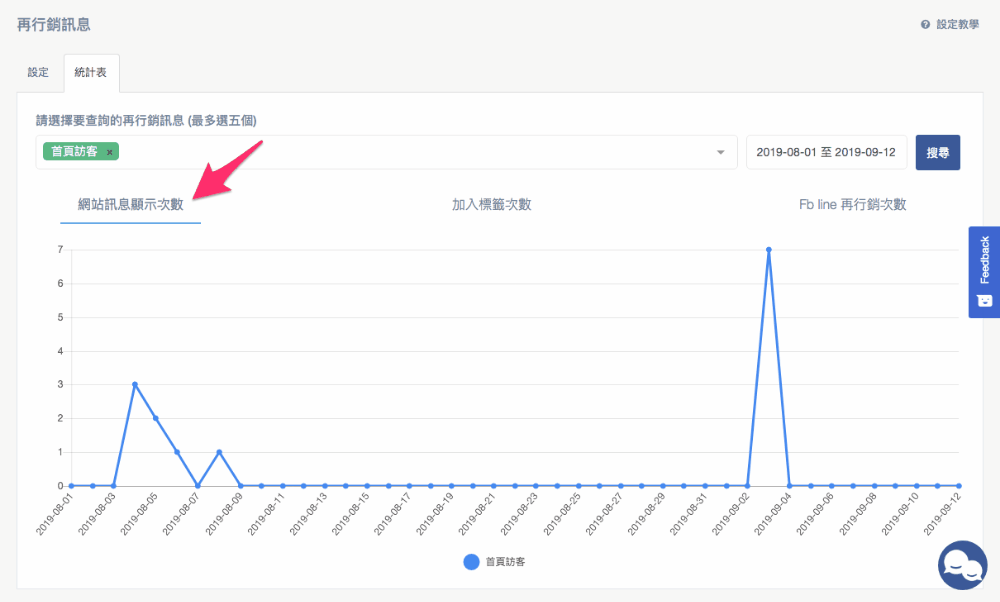 再行銷訊息
設定教學
設定
統計表
請選擇要查詢的再行銷訊息 (最多選五個)
首頁訪客 ×
2019-08-01 至 2019-09-12
搜尋
網站訊息顯示次數
加入標籤次數
Fb line 再行銷次數
Feedback
7
6
5
4
3
2
1
0
2019-08-01
2019-08-03
2019-08-05
2019-08-07
2019-08-09
2019-08-11
2019-08-13
2019-08-15
2019-08-17
2019-08-19
2019-08-21
2019-08-23
2019-08-25
2019-08-27
2019-08-29
2019-08-31
2019-09-02
2019-09-04
2019-09-06
2019-09-08
2019-09-10
2019-09-12
首頁訪客